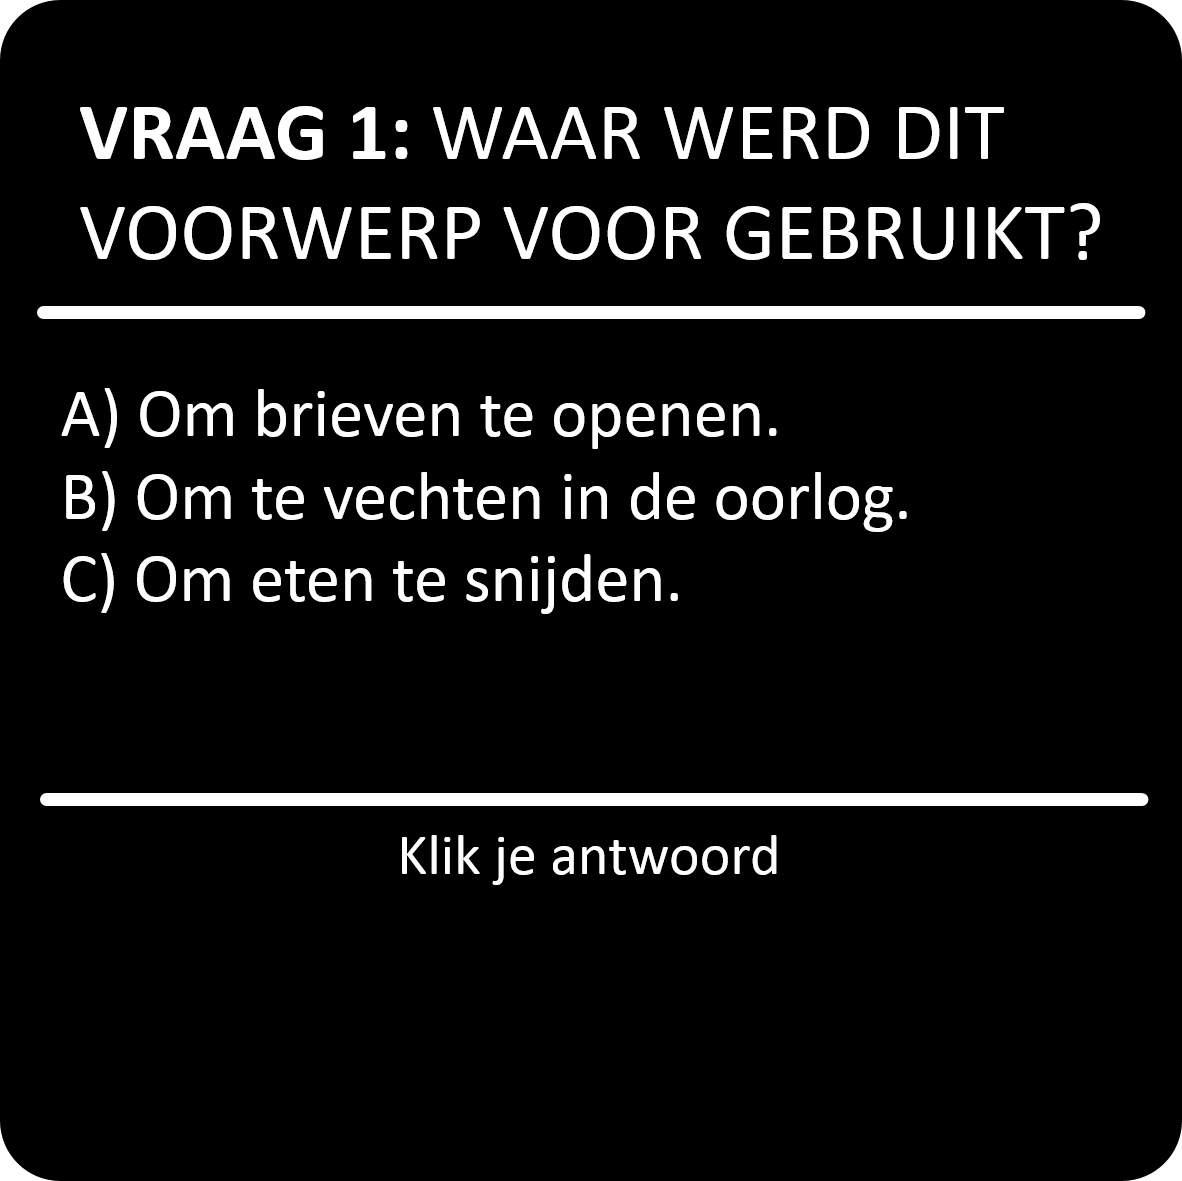 VRAAG 1: WAAR WERD DIT
VOORWERP VOOR GEBRUIKT?
A) Om brieven te openen.
B) Om te vechten in de oorlog.
C) Om eten te snijden.
Klik je antwoord